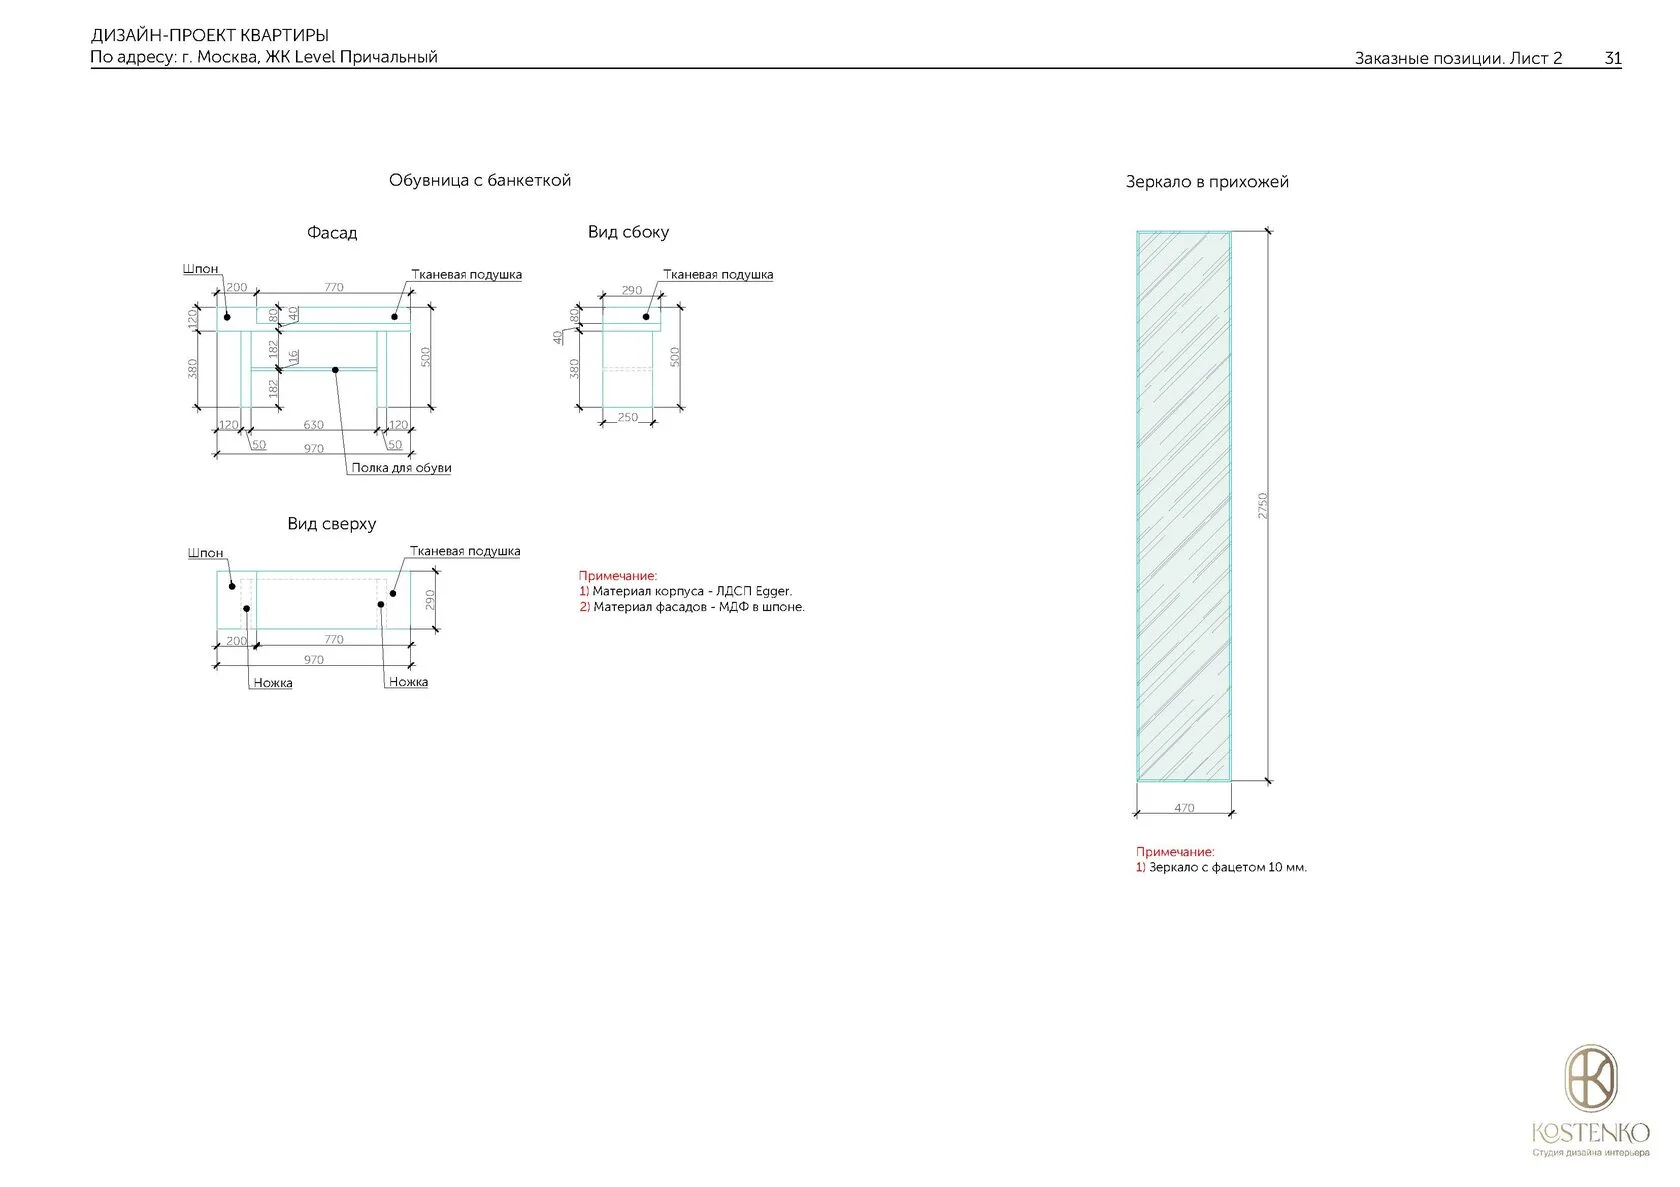 ДИЗАЙН-ПРОЕКТ КВАРТИРЫ
По адресу: г. Москва, ЖК Level Причальный
Заказные позиции. Лист 2 31
Обувница с банкеткой
Фасад
Шпон
Тканевая подушка
200 770
120 80 40
182 16 500
380 182
120 630 120
50 50
970
Полка для обуви
Вид сбоку
Тканевая подушка
290
80
40
380 500
250
Вид сверху
Шпон
Тканевая подушка
290
200 770
970
Ножка Ножка
Примечание:
1) Материал корпуса - ЛДСП Egger.
2) Материал фасадов - МДФ в шпоне.
Зеркало в прихожей
2750
470
Примечание:
1) Зеркало с фацетом 10 мм.
KOSTENKO
Студия дизайна интерьера